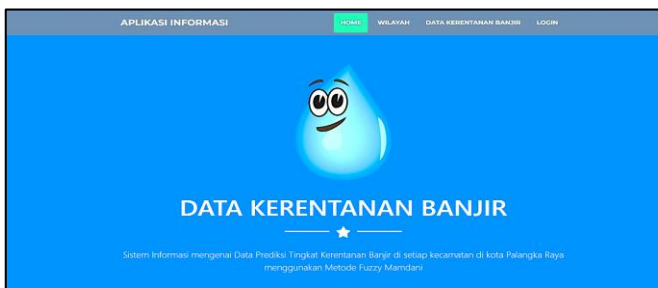 APLIKASI INFORMASI HOME WILAYAH DATA KERENTANAN BANJIR LOGIN
DATA KERENTANAN BANJIR
Sistem Informasi mengenai Data Prediksi Tingkat Kerentanan Banjir di setiap kecamatan di kota Palangka Raya
menggunakan Metode Fuzzy Mamdani